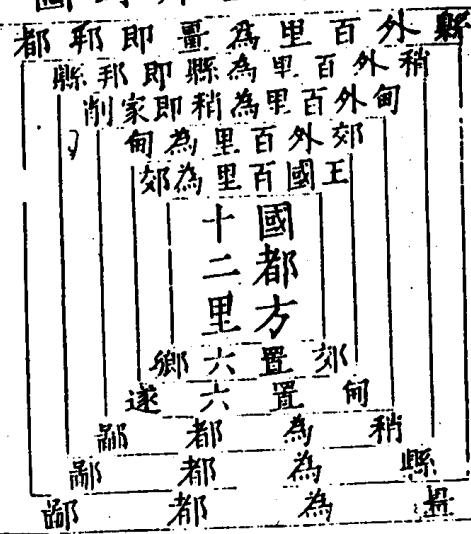 縣外百里為畺即邦都
稍外百里為縣即邦縣
甸外百里為稍即家削
郊外百里為甸
王國百里為郊
國都方
十二里
郊置六鄉
甸置六遂
稍為都鄙
縣為都鄙
畺為都鄙